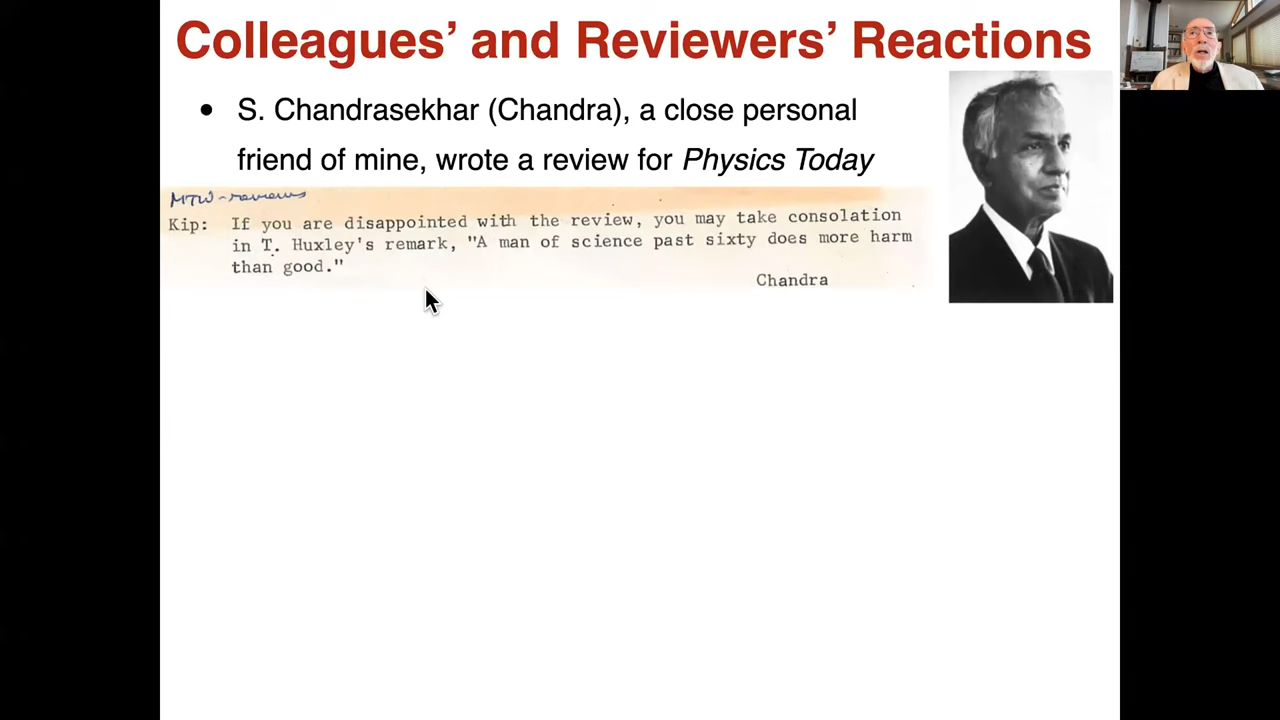 Colleagues’ and Reviewers’ Reactions
• S. Chandrasekhar (Chandra), a close personal
friend of mine, wrote a review for Physics Today
MTW - reviews
Kip: If you are disappointed with the review, you may take consolation
in T. Huxley's remark, "A man of science past sixty does more harm
than good."
Chandra